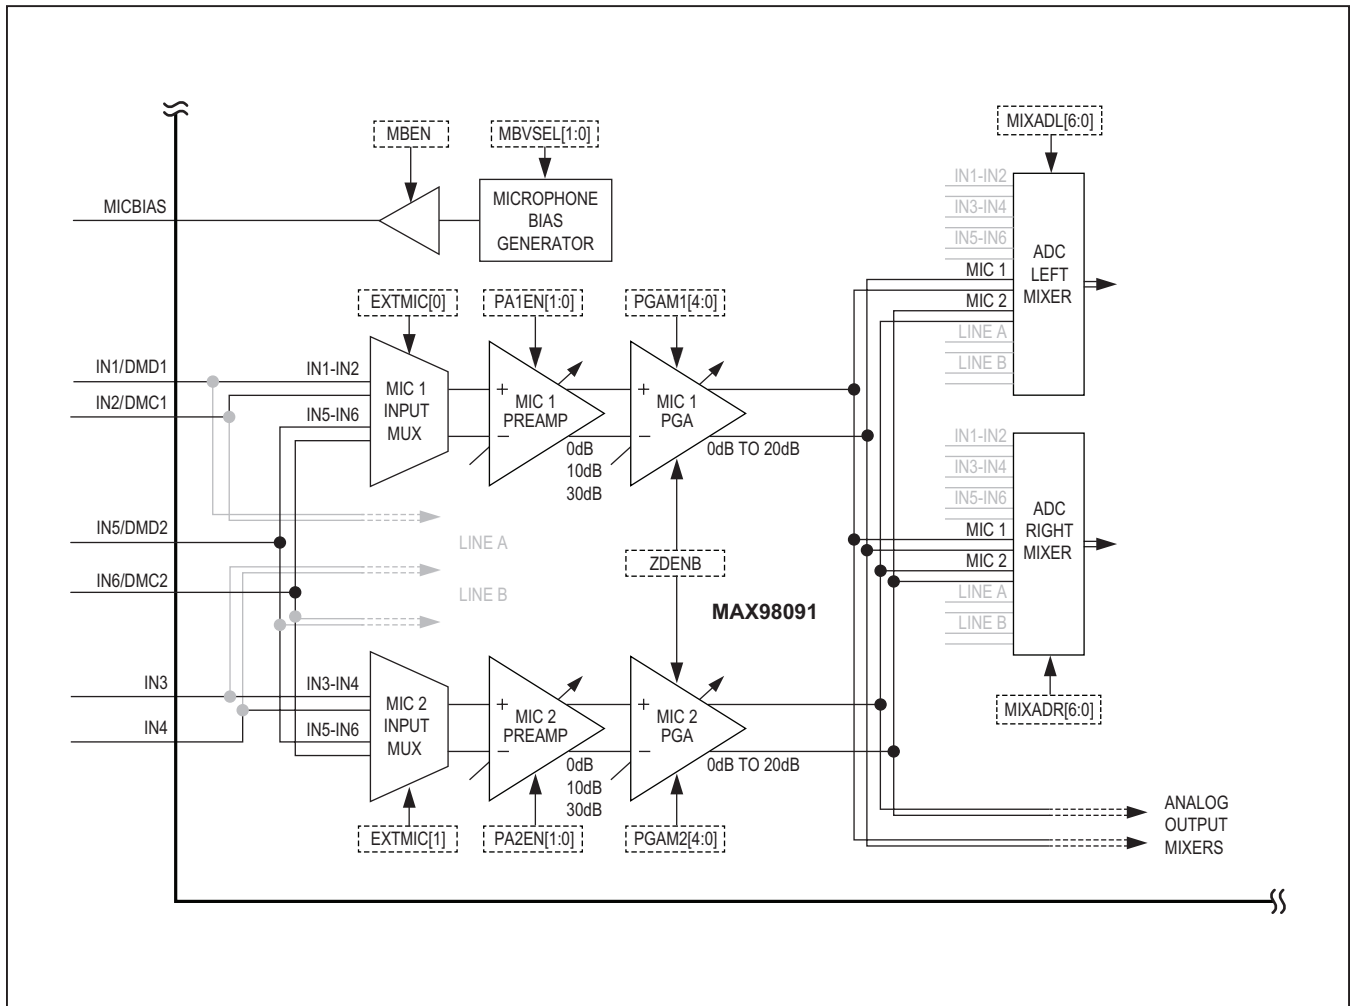 MBEN
MBVSEL[1:0]
MIXADL[6:0]
MICBIAS
MICROPHONE
BIAS
GENERATOR
IN1-IN2
IN3-IN4
IN5-IN6
MIC 1
MIC 2
LINE A
LINE B
ADC
LEFT
MIXER
EXTMIC[0]
PA1EN[1:0]
PGAM1[4:0]
IN1/DMD1
IN2/DMC1
IN1-IN2
IN5-IN6
MIC 1
INPUT
MUX
+
−
MIC 1
PREAMP
0dB
10dB
30dB
+
−
MIC 1
PGA
0dB TO 20dB
IN5/DMD2
IN6/DMC2
LINE A
LINE B
ZDENB
MAX98091
IN1-IN2
IN3-IN4
IN5-IN6
MIC 1
MIC 2
LINE A
LINE B
ADC
RIGHT
MIXER
MIXADR[6:0]
IN3
IN4
IN3-IN4
IN5-IN6
MIC 2
INPUT
MUX
+
−
MIC 2
PREAMP
0dB
10dB
30dB
+
−
MIC 2
PGA
0dB TO 20dB
EXTMIC[1]
PA2EN[1:0]
PGAM2[4:0]
ANALOG
OUTPUT
MIXERS